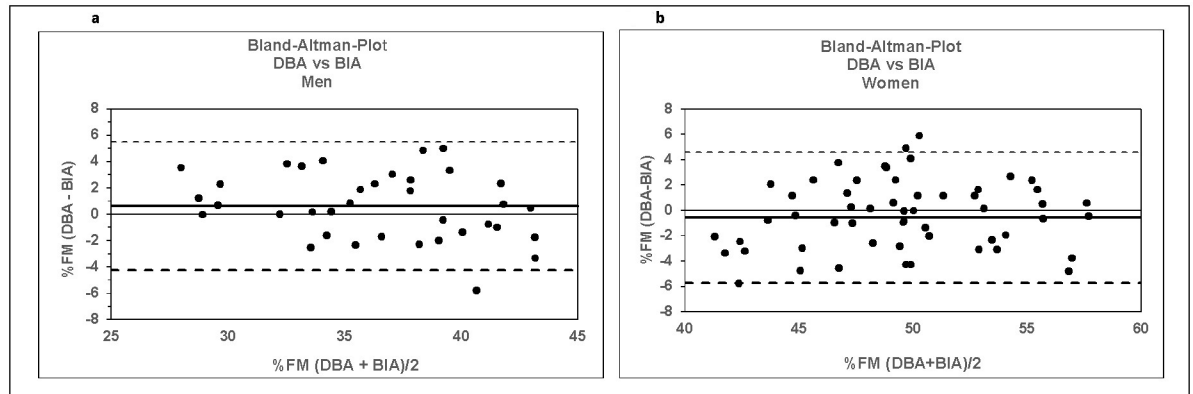 a
Bland-Altman-Plot
DBA vs BIA
Men
8
6
4
2
0
-2
-4
-6
-8
%FM (DBA - BIA)
25 30 35 40 45
%FM (DBA + BIA)/2
b
Bland-Altman-Plot
DBA vs BIA
Women
8
6
4
2
0
-2
-4
-6
-8
%FM (DBA-BIA)
40 45 50 55 60
%FM (DBA+BIA)/2